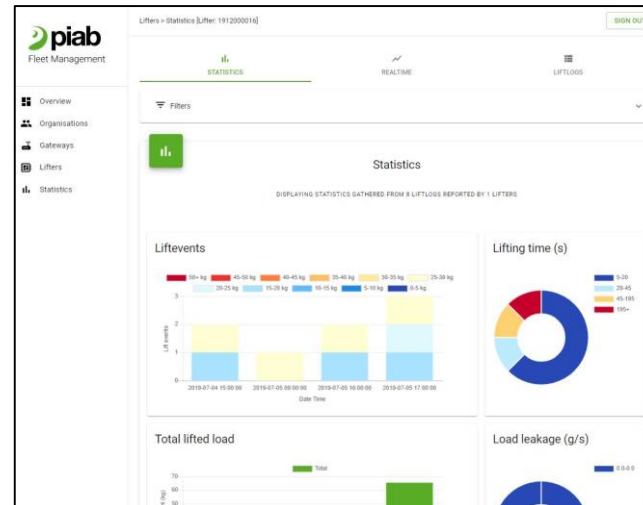 piab
Fleet Management
Overview
Organisations
Gateways
Lifters
Statistics
Lifters > Statistics [Lifter: 1912000016]
SIGN OUT
STATISTICS
REALTIME
LIFTLOGS
Filters
Statistics
DISPLAYING STATISTICS GATHERED FROM 8 LIFTLOGS REPORTED BY 1 LIFTERS
Liftevents
50+ kg 45-50 kg 40-45 kg 35-40 kg 30-35 kg 25-30 kg
20-25 kg 15-20 kg 10-15 kg 5-10 kg 0-5 kg
3
2
1
0
Lift events
2019-07-04 15:00:00 2019-07-05 09:00:00 2019-07-05 16:00:00 2019-07-05 17:00:00
Date Time
Lifting time (s)
5-20
20-45
45-195
195+
Total lifted load
Total
70
60
50
(kg)
Load leakage (g/s)
0.0-0.9